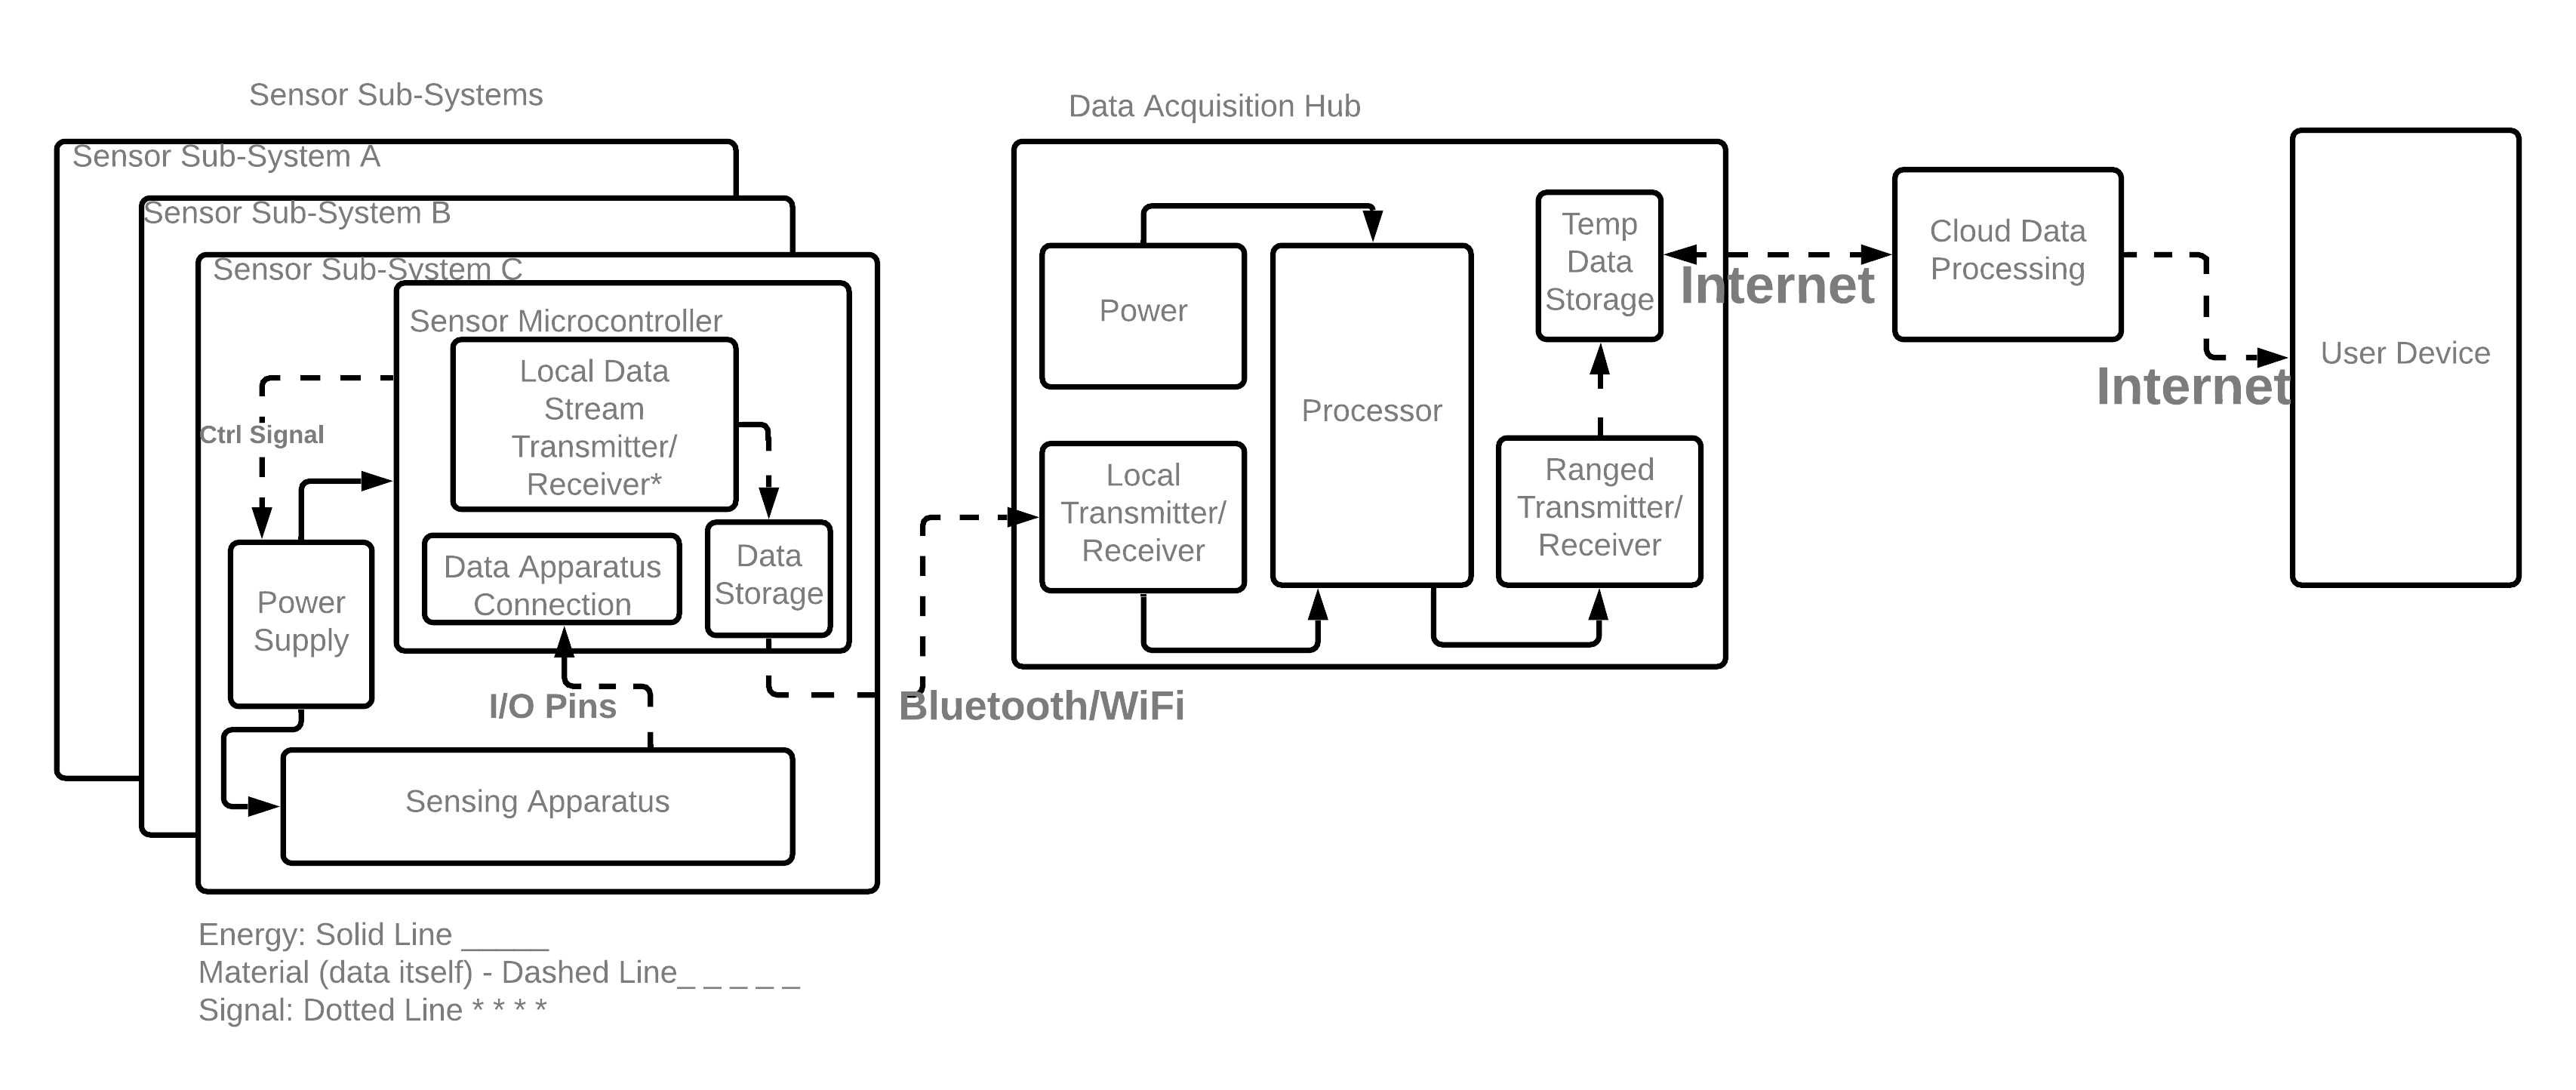 Sensor Sub-Systems
Sensor Sub-System A
Sensor Sub-System B
Sensor Sub-System C
Sensor Microcontroller
Local Data
Stream
Transmitter/
Receiver*
Ctrl Signal
Data Apparatus
Connection
Data
Storage
Power
Supply
I/O Pins
Sensing Apparatus
Bluetooth/WiFi
Data Acquisition Hub
Power
Processor
Temp
Data
Storage
Local
Transmitter/
Receiver
Ranged
Transmitter/
Receiver
Internet
Cloud Data
Processing
Internet
User Device
Energy: Solid Line _____
Material (data itself) - Dashed Line_ _ _ _ _
Signal: Dotted Line * * * *